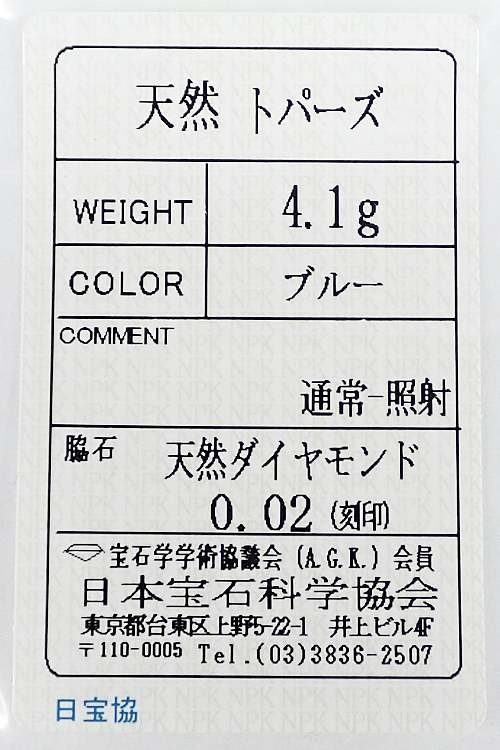 天然 トパーズ
WEIGHT 4.1g
COLOR ブルー
COMMENT
通常-照射
脇石 天然ダイヤモンド
0.02 (刻印)
宝石学学術協議会 (A.G.K.) 会員
日本宝石科学協会
東京都台東区上野5-22-1 井上ビル4F
〒110-0005 Tel.(03)3836-2507
日宝協